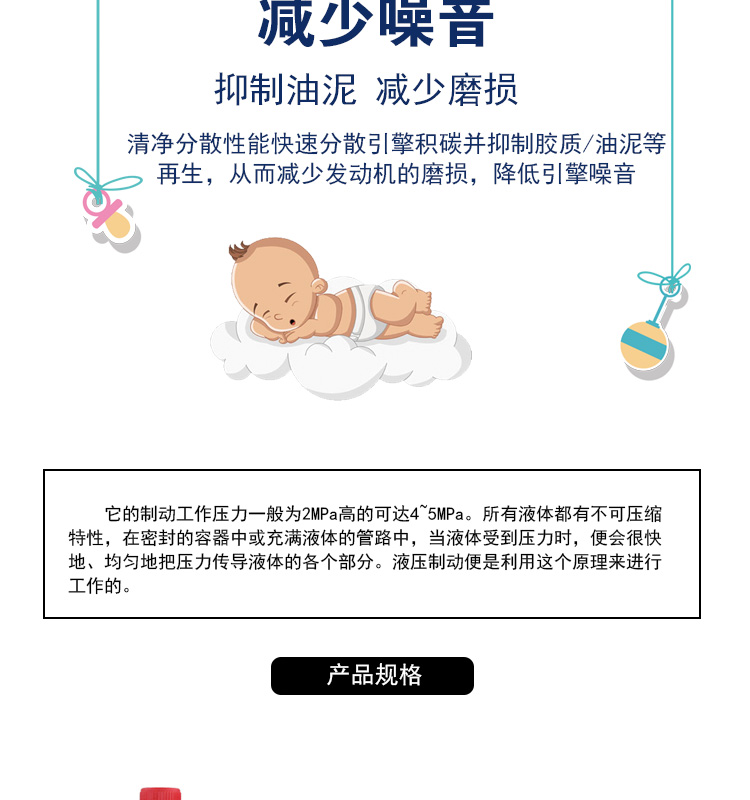 减少噪音
抑制油泥 减少磨损
清净分散性能快速分散引擎积碳并抑制胶质/油泥等
再生，从而减少发动机的磨损，降低引擎噪音
它的制动工作压力一般为2MPa高的可达4~5MPa。所有液体都有不可压缩
特性，在密封的容器中或充满液体的管路中，当液体受到压力时，便会很快
地、均匀地把压力传导液体的各个部分。液压制动便是利用这个原理来进行
工作的。
产品规格